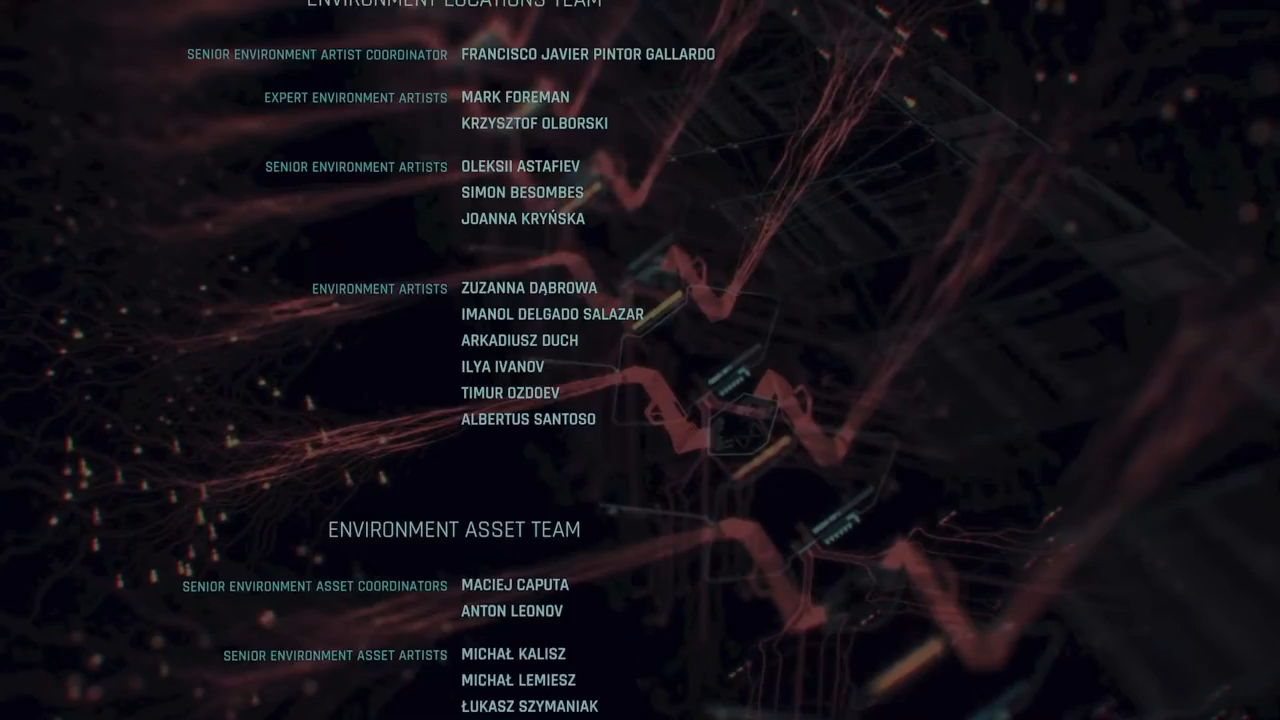 ENVIRONMENT LOCATIONS TEAM
SENIOR ENVIRONMENT ARTIST COORDINATOR FRANCISCO JAVIER PINTOR GALLARDO
EXPERT ENVIRONMENT ARTISTS MARK FOREMAN
KRZYSZTOF OLBORSKI
SENIOR ENVIRONMENT ARTISTS OLEKSII ASTAFIEV
SIMON BESOMBES
JOANNA KRYŃSKA
ENVIRONMENT ARTISTS ZUZANNA DĄBROWA
IMANOL DELGADO SALAZAR
ARKADIUSZ DUCH
ILYA IVANOV
TIMUR OZDOEV
ALBERTUS SANTOSO
ENVIRONMENT ASSET TEAM
SENIOR ENVIRONMENT ASSET COORDINATORS MACIEJ CAPUTA
ANTON LEONOV
SENIOR ENVIRONMENT ASSET ARTISTS MICHAŁ KALISZ
MICHAŁ LEMIESZ
ŁUKASZ SZYMANIAK